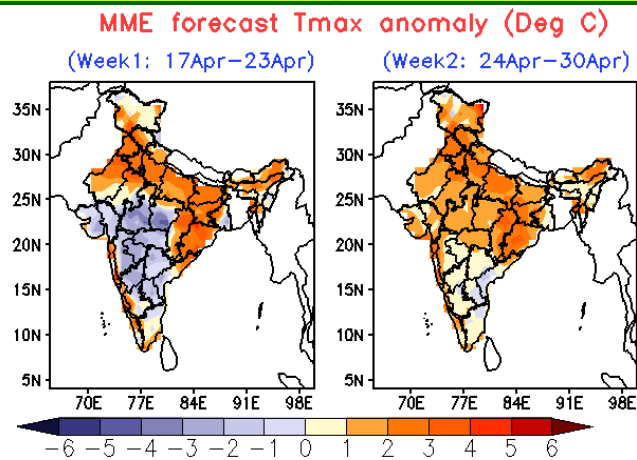 MME forecast Tmax anomaly (Deg C)
(Week1: 17Apr−23Apr)
(Week2: 24Apr−30Apr)
35N
30N
25N
20N
15N
10N
5N
70E 77E 84E 91E 98E
35N
30N
25N
20N
15N
10N
5N
70E 77E 84E 91E 98E
−6 −5 −4 −3 −2 −1 0 1 2 3 4 5 6